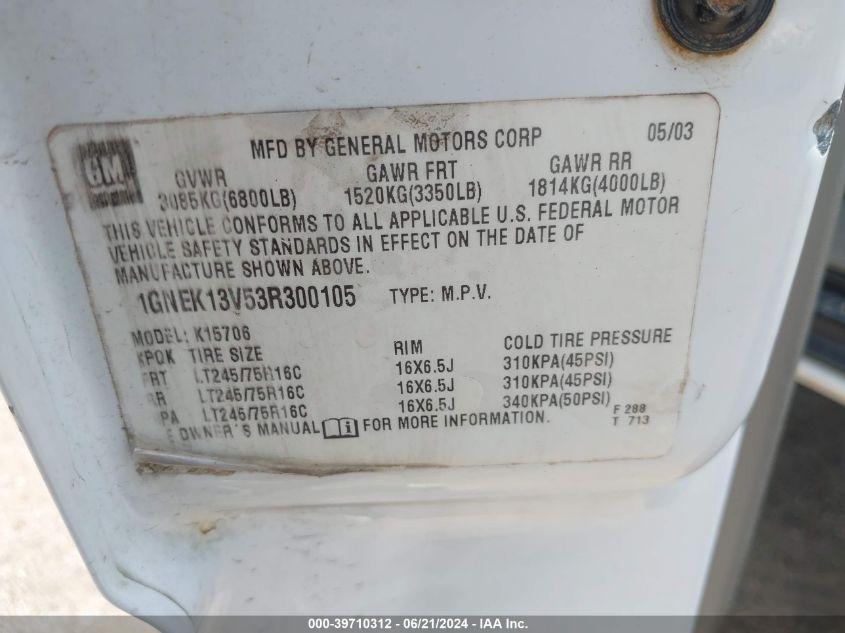 MFD BY GENERAL MOTORS CORP 05/03
GM
GVWR GAWR FRT GAWR RR
3085KG(6800LB) 1520KG(3350LB) 1814KG(4000LB)
THIS VEHICLE CONFORMS TO ALL APPLICABLE U.S. FEDERAL MOTOR
VEHICLE SAFETY STANDARDS IN EFFECT ON THE DATE OF
MANUFACTURE SHOWN ABOVE.
1GNEK13V53R300105 TYPE: M.P.V.
MODEL: K15706
KPOK TIRE SIZE RIM COLD TIRE PRESSURE
FRT LT245/75R16C 16X6.5J 310KPA(45PSI)
RR LT245/75R16C 16X6.5J 310KPA(45PSI)
PA LT245/75R16C 16X6.5J 340KPA(50PSI)
E OWNER'S MANUAL i FOR MORE INFORMATION.
F 288
T 713
000-39710312 - 06/21/2024 - IAA Inc.